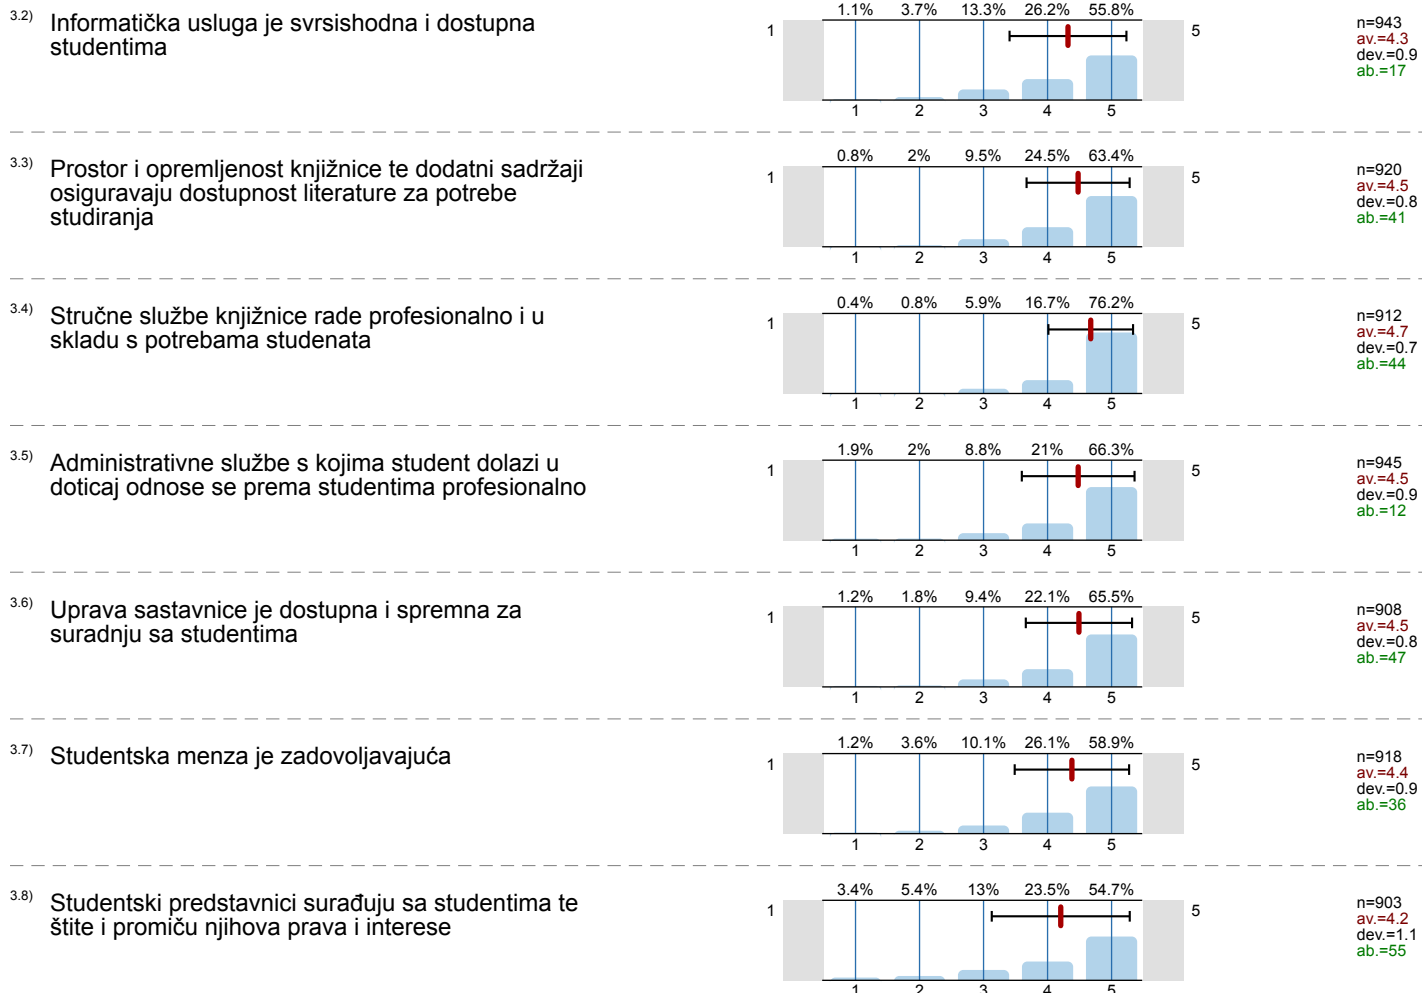 3.2) Informatička usluga je svrsishodna i dostupna
studentima
1.1% 3.7% 13.3% 26.2% 55.8%
1 5
1 2 3 4 5
n=943
av.=4.3
dev.=0.9
ab.=17
3.3) Prostor i opremljenost knjižnice te dodatni sadržaji
osiguravaju dostupnost literature za potrebe
studiranja
0.8% 2% 9.5% 24.5% 63.4%
1 5
1 2 3 4 5
n=920
av.=4.5
dev.=0.8
ab.=41
3.4) Stručne službe knjižnice rade profesionalno i u
skladu s potrebama studenata
0.4% 0.8% 5.9% 16.7% 76.2%
1 5
1 2 3 4 5
n=912
av.=4.7
dev.=0.7
ab.=44
3.5) Administrativne službe s kojima student dolazi u
doticaj odnose se prema studentima profesionalno
1.9% 2% 8.8% 21% 66.3%
1 5
1 2 3 4 5
n=945
av.=4.5
dev.=0.9
ab.=12
3.6) Uprava sastavnice je dostupna i spremna za
suradnju sa studentima
1.2% 1.8% 9.4% 22.1% 65.5%
1 5
1 2 3 4 5
n=908
av.=4.5
dev.=0.8
ab.=47
3.7) Studentska menza je zadovoljavajuća
1.2% 3.6% 10.1% 26.1% 58.9%
1 5
1 2 3 4 5
n=918
av.=4.4
dev.=0.9
ab.=36
3.8) Studentski predstavnici surađuju sa studentima te
štite i promiču njihova prava i interese
3.4% 5.4% 13% 23.5% 54.7%
1 5
1 2 3 4 5
n=903
av.=4.2
dev.=1.1
ab.=55